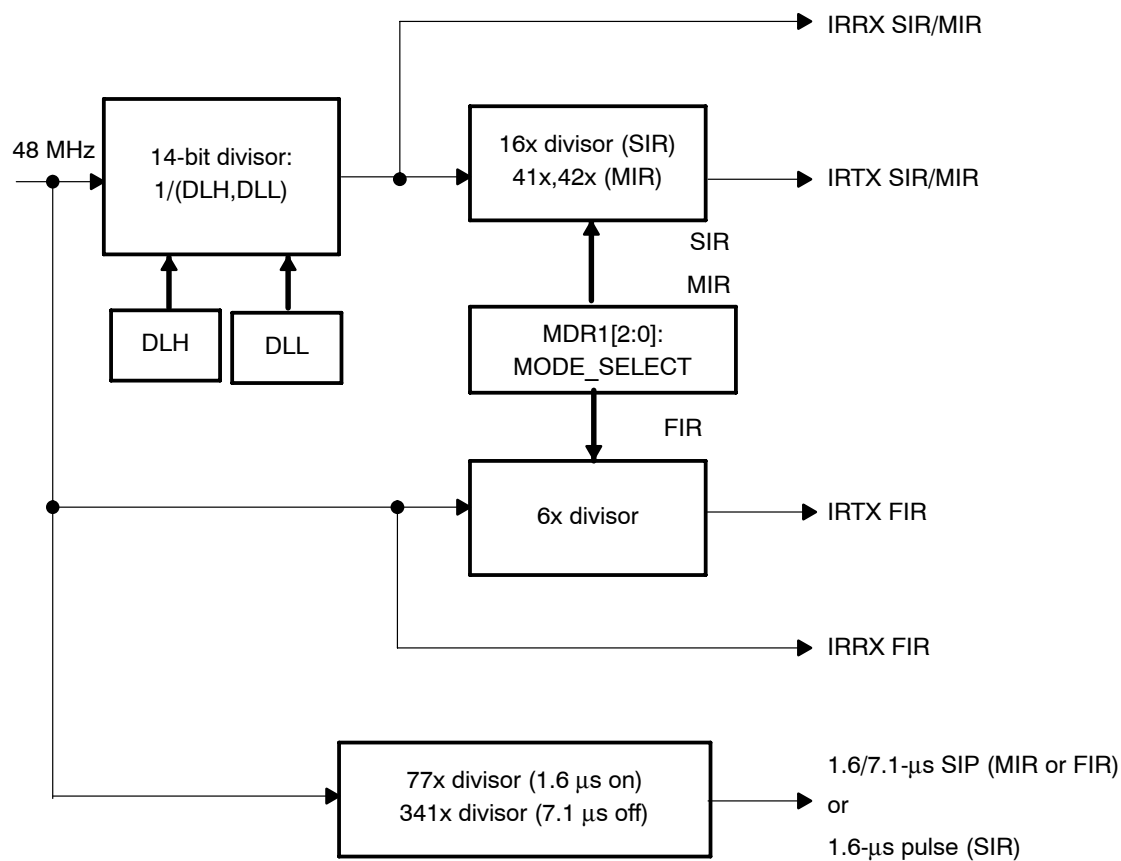 IRRX SIR/MIR
48 MHz
14-bit divisor:
1/(DLH,DLL)
16x divisor (SIR)
41x,42x (MIR)
IRTX SIR/MIR
SIR
MIR
DLH
DLL
MDR1[2:0]:
MODE_SELECT
FIR
6x divisor
IRTX FIR
IRRX FIR
77x divisor (1.6 μs on)
341x divisor (7.1 μs off)
1.6/7.1-μs SIP (MIR or FIR)
or
1.6-μs pulse (SIR)